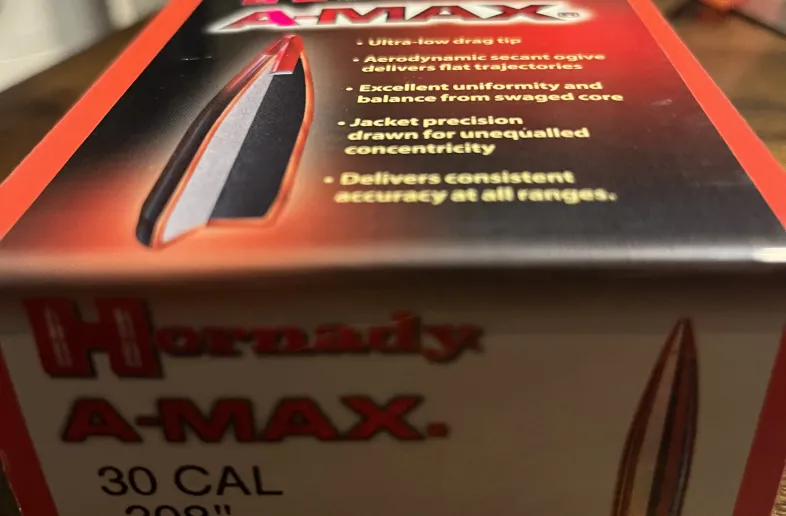 A-MAX®
• Ultra-low drag tip
• Aerodynamic secant ogive
delivers flat trajectories
• Excellent uniformity and
balance from swaged core
• Jacket precision
drawn for unequalled
concentricity
• Delivers consistent
accuracy at all ranges.
Hornady
A-MAX.
30 CAL
.308"